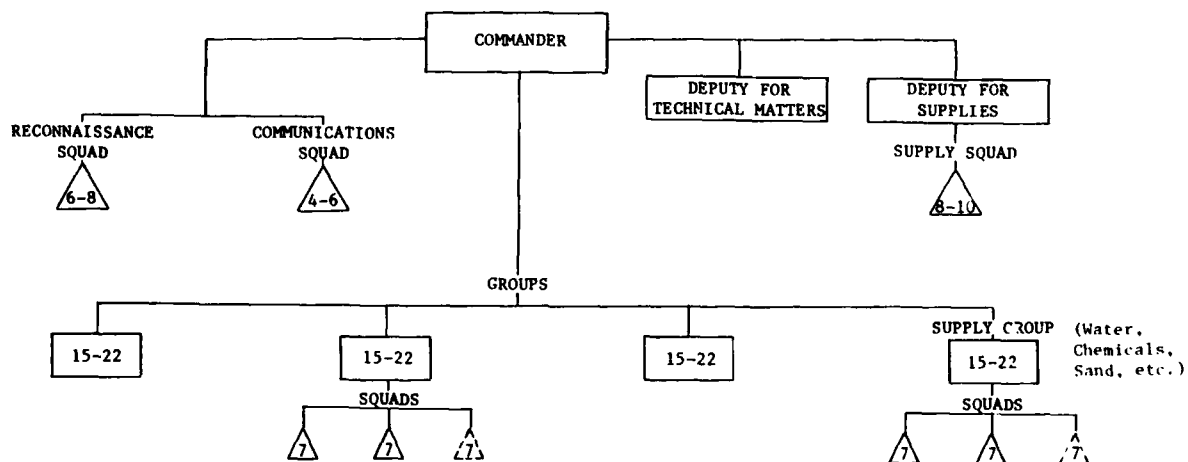 COMMANDER
DEPUTY FOR
TECHNICAL MATTERS
DEPUTY FOR
SUPPLIES
RECONNAISSANCE
SQUAD
6-8
COMMUNICATIONS
SQUAD
4-6
SUPPLY SQUAD
8-10
GROUPS
15-22
15-22
15-22
SUPPLY GROUP
15-22
(Water,
Chemicals,
Sand, etc.)
SQUADS
7
7
7
SQUADS
7
7
7